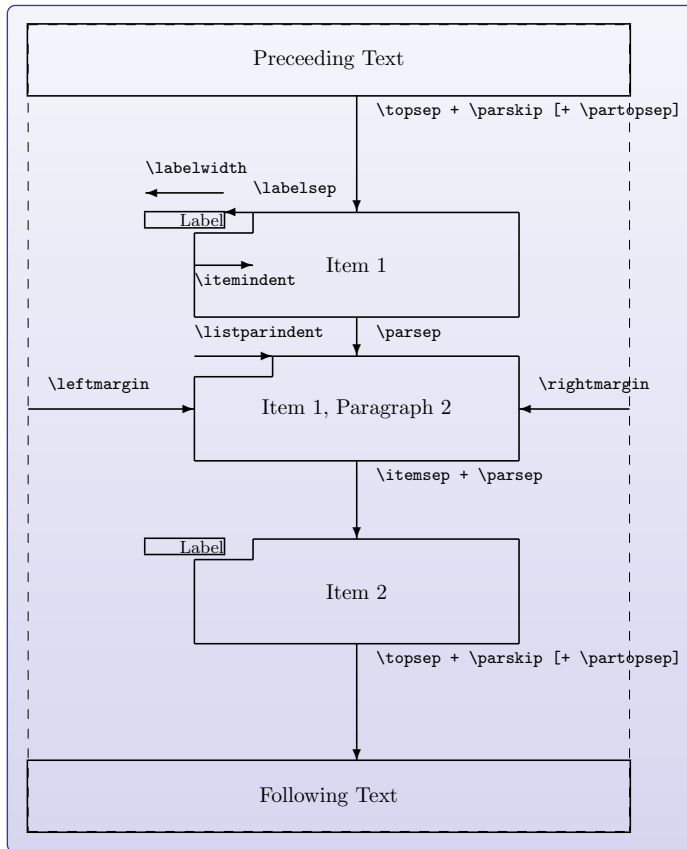 Preceeding Text
\topsep + \parskip [+ \partopsep]
\labelwidth
\labelsep
Label
Item 1
\itemindent
\listparindent
\parsep
\leftmargin
\rightmargin
Item 1, Paragraph 2
\itemsep + \parsep
Label
Item 2
\topsep + \parskip [+ \partopsep]
Following Text